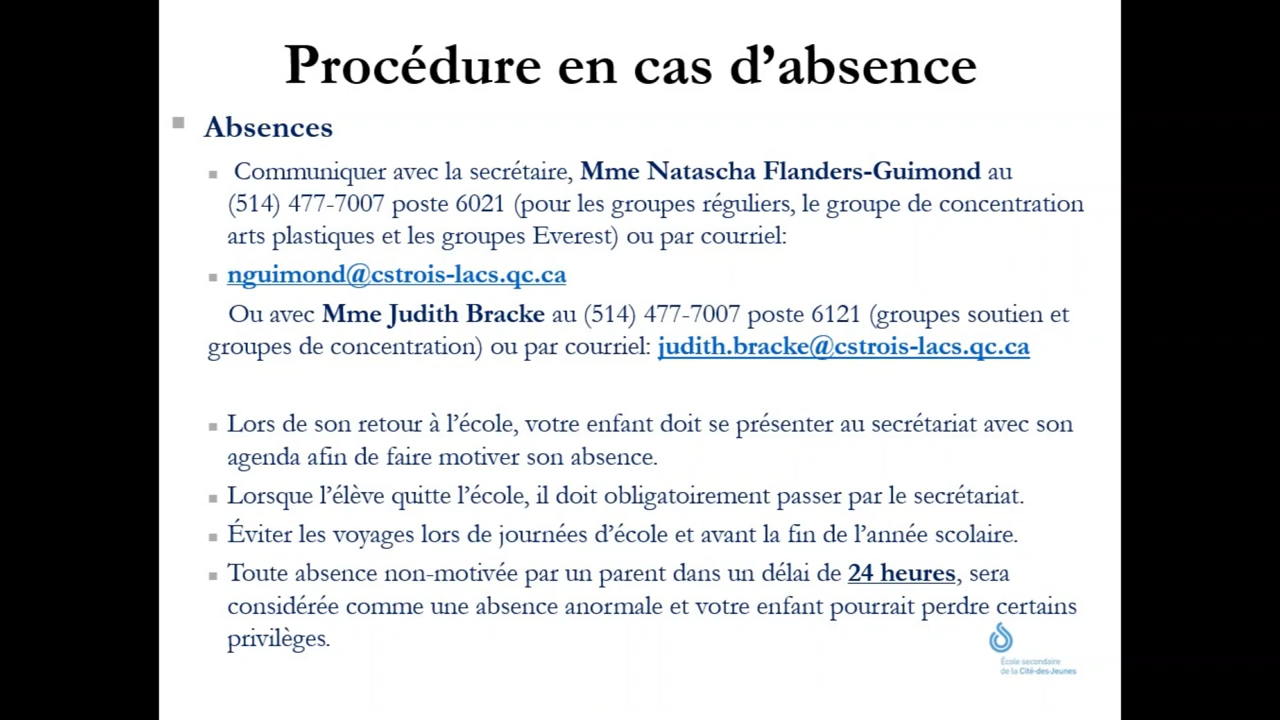 Procédure en cas d’absence
Absences
Communiquer avec la secrétaire, Mme Natascha Flanders-Guimond au
(514) 477-7007 poste 6021 (pour les groupes réguliers, le groupe de concentration
arts plastiques et les groupes Everest) ou par courriel:
nguimond@cstrois-lacs.qc.ca
Ou avec Mme Judith Bracke au (514) 477-7007 poste 6121 (groupes soutien et
groupes de concentration) ou par courriel: judith.bracke@cstrois-lacs.qc.ca
Lors de son retour à l’école, votre enfant doit se présenter au secrétariat avec son
agenda afin de faire motiver son absence.
Lorsque l’élève quitte l’école, il doit obligatoirement passer par le secrétariat.
Éviter les voyages lors de journées d’école et avant la fin de l’année scolaire.
Toute absence non-motivée par un parent dans un délai de 24 heures, sera
considérée comme une absence anormale et votre enfant pourrait perdre certains
privilèges.
École secondaire
de la Cité-des-Jeunes